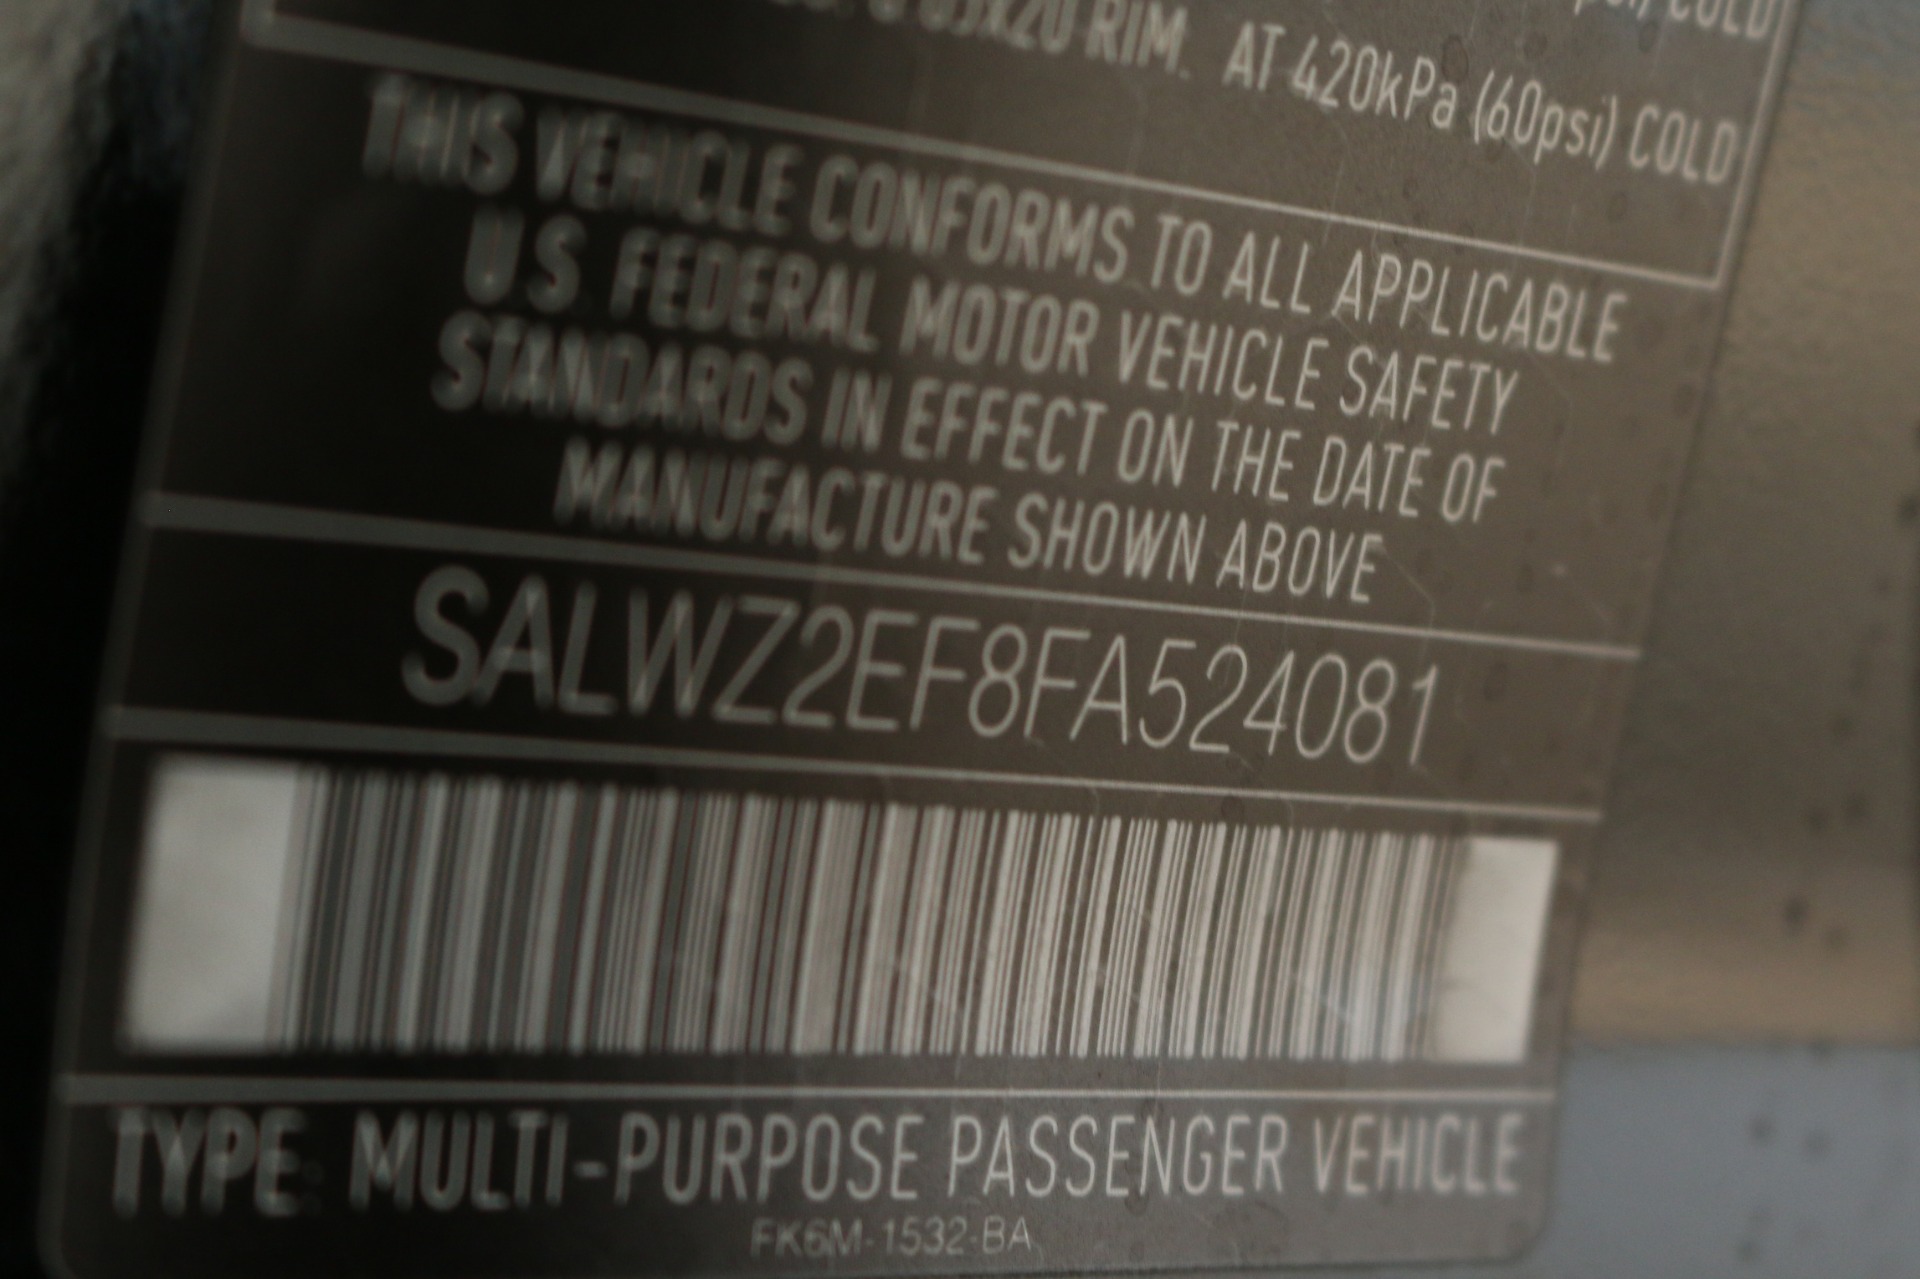 COLD
RIM. AT 420kPa (60psi) COLD
THIS VEHICLE CONFORMS TO ALL APPLICABLE
U.S. FEDERAL MOTOR VEHICLE SAFETY
STANDARDS IN EFFECT ON THE DATE OF
MANUFACTURE SHOWN ABOVE
SALWZ2EF8FA524081
TYPE: MULTI-PURPOSE PASSENGER VEHICLE
FK6M-1532-BA